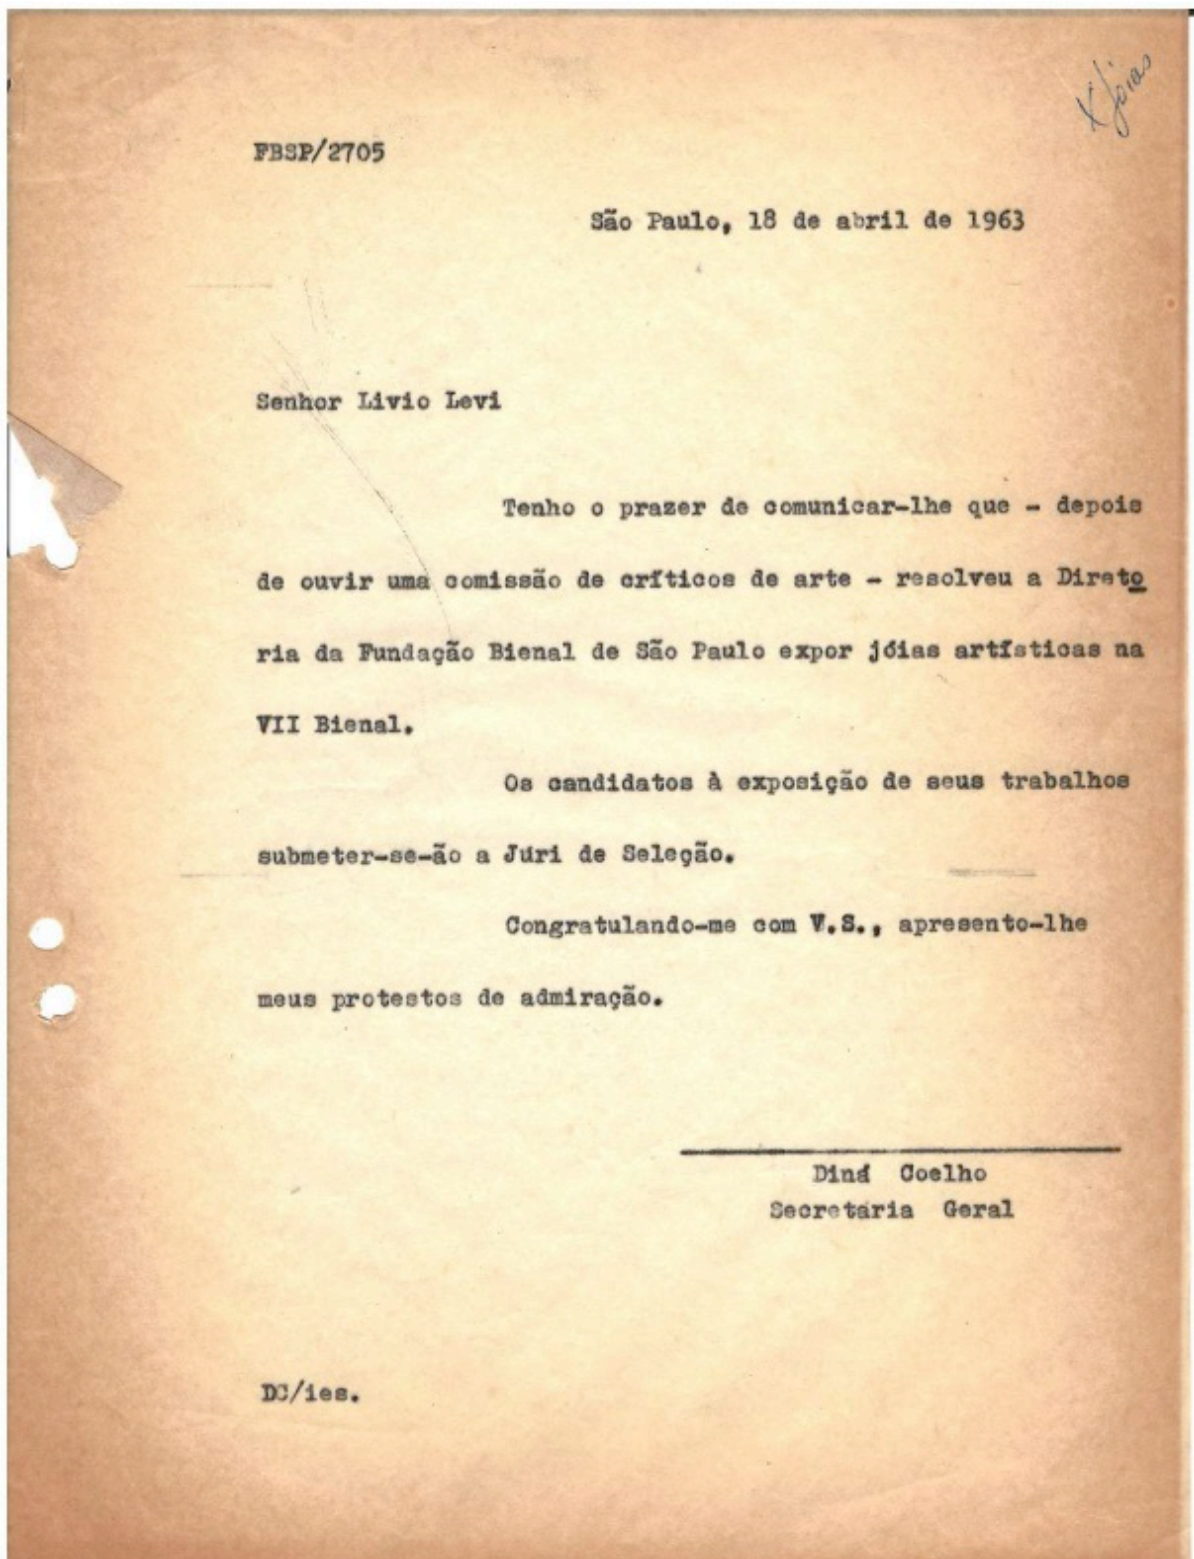 X jóias
FBSP/2705
São Paulo, 18 de abril de 1963
Senhor Livio Levi
Tenho o prazer de comunicar-lhe que - depois
de ouvir uma comissão de críticos de arte - resolveu a Direto
ria da Fundação Bienal de São Paulo expor jóias artísticas na
VII Bienal.
Os candidatos à exposição de seus trabalhos
submeter-se-ão a Júri de Seleção.
Congratulando-me com V.S., apresento-lhe
meus protestos de admiração.
Diná Coelho
Secretária Geral
DC/ies.